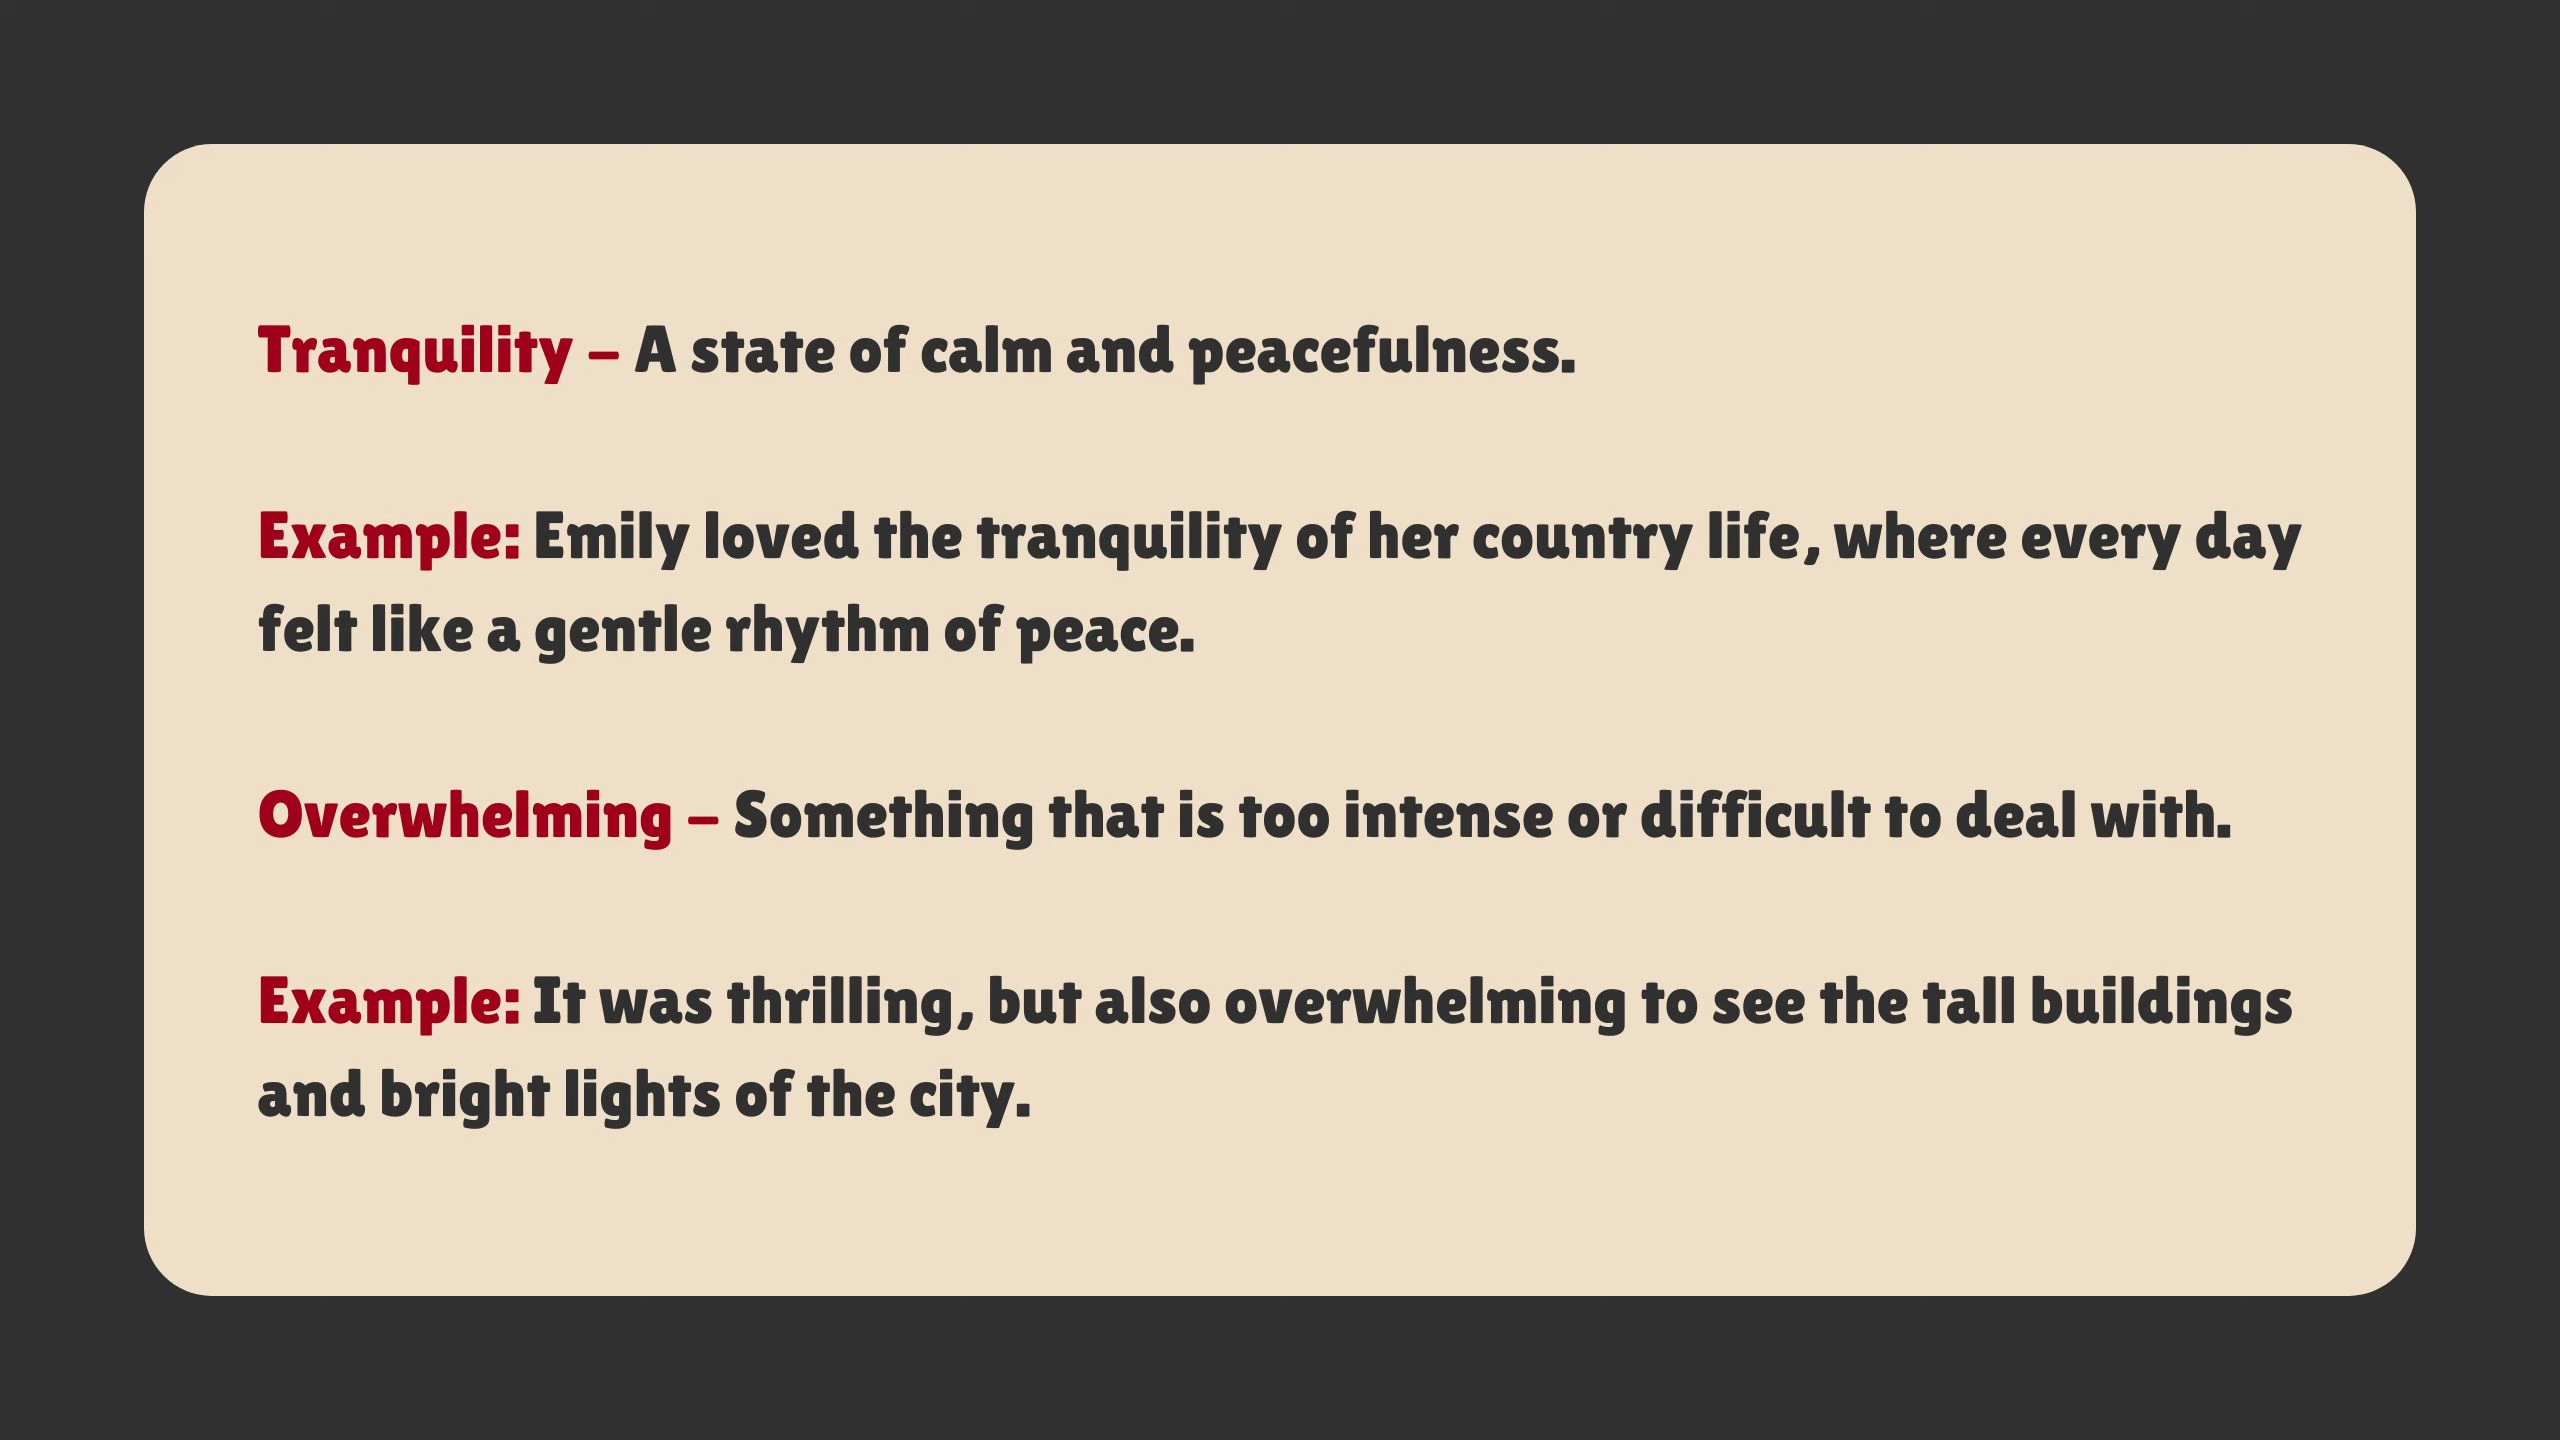 Tranquility – A state of calm and peacefulness.
Example: Emily loved the tranquility of her country life, where every day
felt like a gentle rhythm of peace.
Overwhelming – Something that is too intense or difficult to deal with.
Example: It was thrilling, but also overwhelming to see the tall buildings
and bright lights of the city.